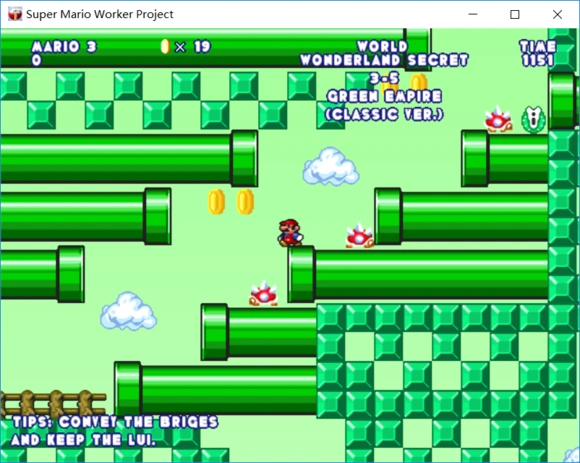 Super Mario Worker Project
MARIO 3
0
× 19
WORLD
WONDERLAND SECRET
3-5
GREEN EMPIRE
(CLASSIC VER.)
TIME
1151
TIPS: CONVET THE BRIGES
AND KEEP THE LUI.